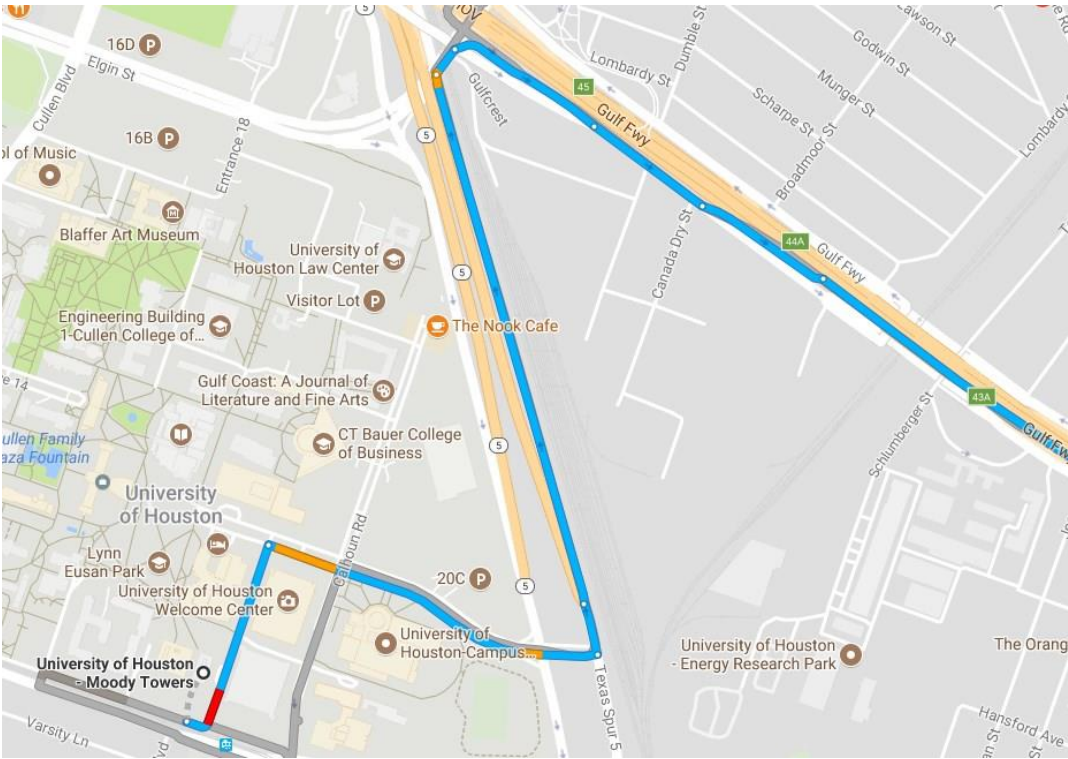 16D P
Elgin St
Cullen Blvd
16B P
Entrance 18
ol of Music
Blaffer Art Museum
University of
Houston Law Center
Visitor Lot P
The Nook Cafe
Engineering Building
1-Cullen College of...
14
Gulf Coast: A Journal of
Literature and Fine Arts
CT Bauer College
of Business
ullen Family
aza Fountain
University
of Houston
Calhoun Rd
Lynn
Eusan Park
University of Houston
Welcome Center
20C P
University of
Houston-Campus...
University of Houston
- Moody Towers
Varsity Ln
5
5
5
5
5
HOV
Gulfcrest
Lombardy St
Dumble St
45
Gulf Fwy
Lawson St
Godwin St
Munger St
Scharpe St
Broadmoor St
Lombardy
Canada Dry St
44A
Gulf Fwy
43A
Gulf Fwy
Schlumberger St
University of Houston
- Energy Research Park
The Orang
Texas Spur 5
Hansford Ave